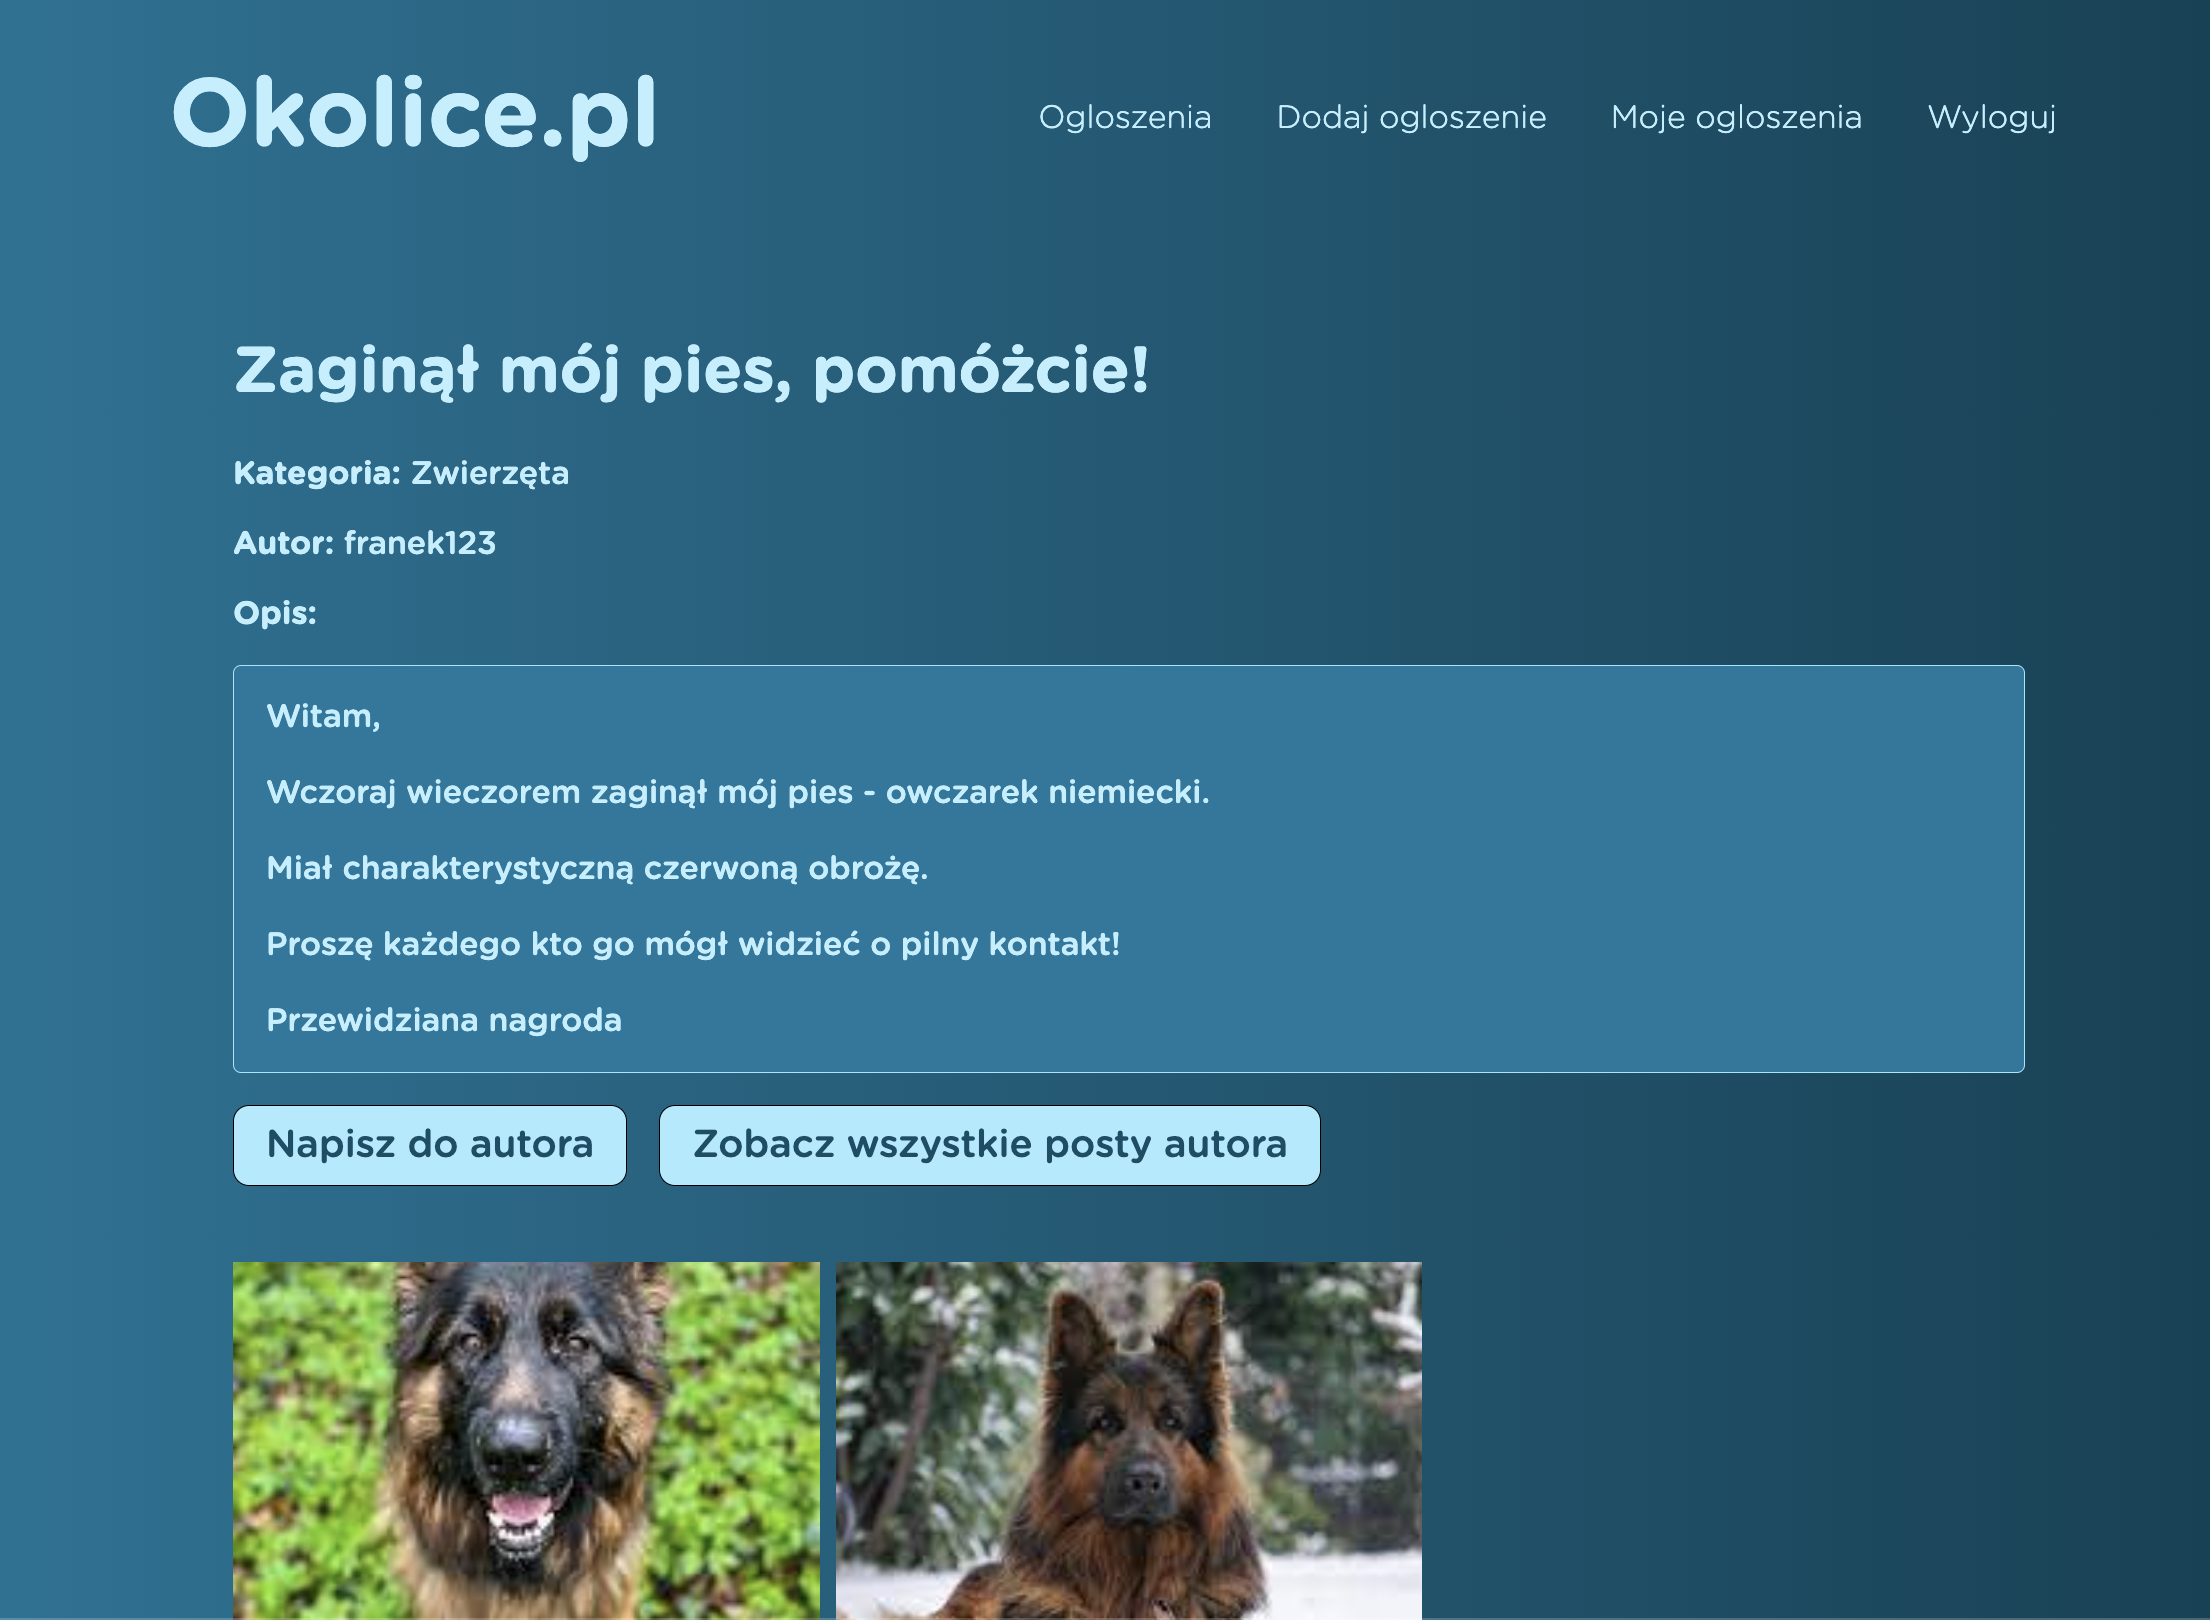 Okolice.pl
Ogloszenia
Dodaj ogloszenie
Moje ogloszenia
Wyloguj
Zaginął mój pies, pomóżcie!
Kategoria: Zwierzęta
Autor: franek123
Opis:
Witam,
Wczoraj wieczorem zaginął mój pies - owczarek niemiecki.
Miał charakterystyczną czerwoną obrożę.
Proszę każdego kto go mógł widzieć o pilny kontakt!
Przewidziana nagroda
Napisz do autora
Zobacz wszystkie posty autora